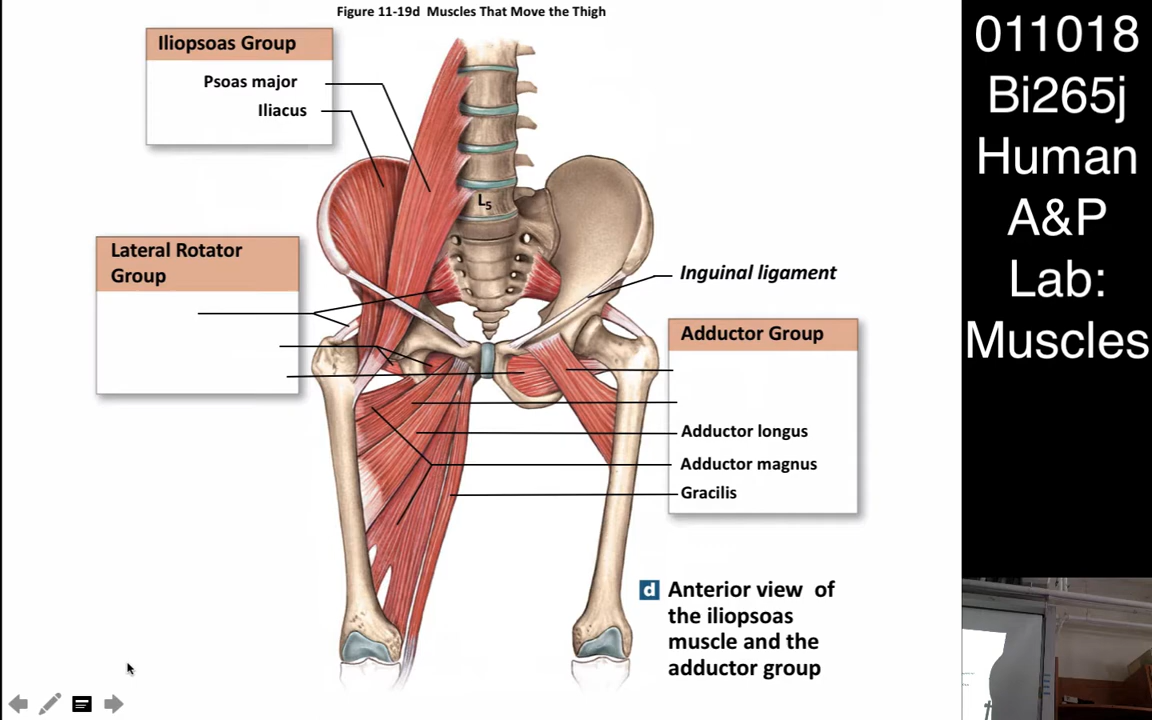 Figure 11-19d  Muscles That Move the Thigh
Iliopsoas Group
Psoas major
Iliacus
L5
Lateral Rotator
Group
Inguinal ligament
Adductor Group
Adductor longus
Adductor magnus
Gracilis
d
Anterior view of
the iliopsoas
muscle and the
adductor group
011018
Bi265j
Human
A&P
Lab:
Muscles